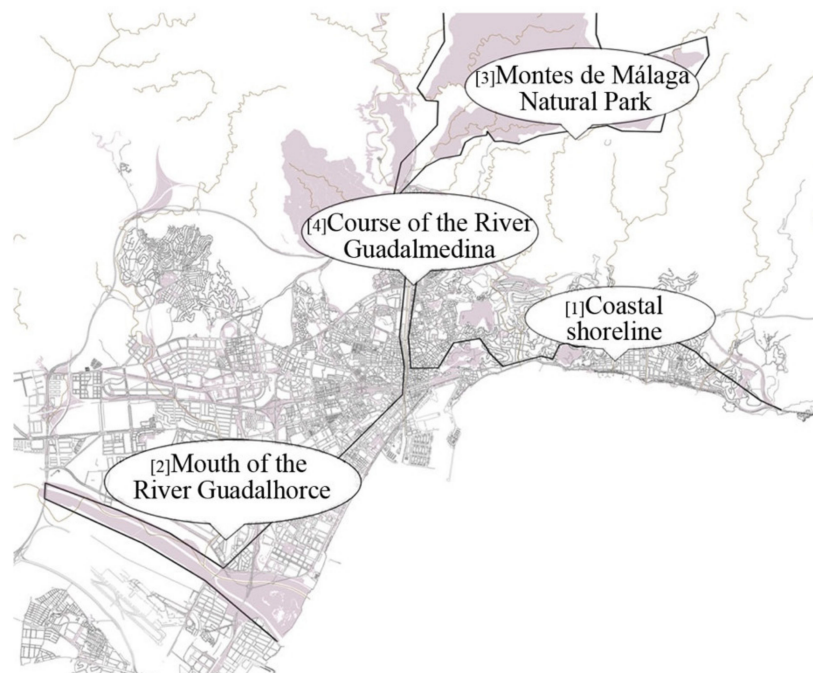 [3]Montes de Málaga
Natural Park
[4]Course of the River
Guadalmedina
[1]Coastal
shoreline
[2]Mouth of the
River Guadalhorce